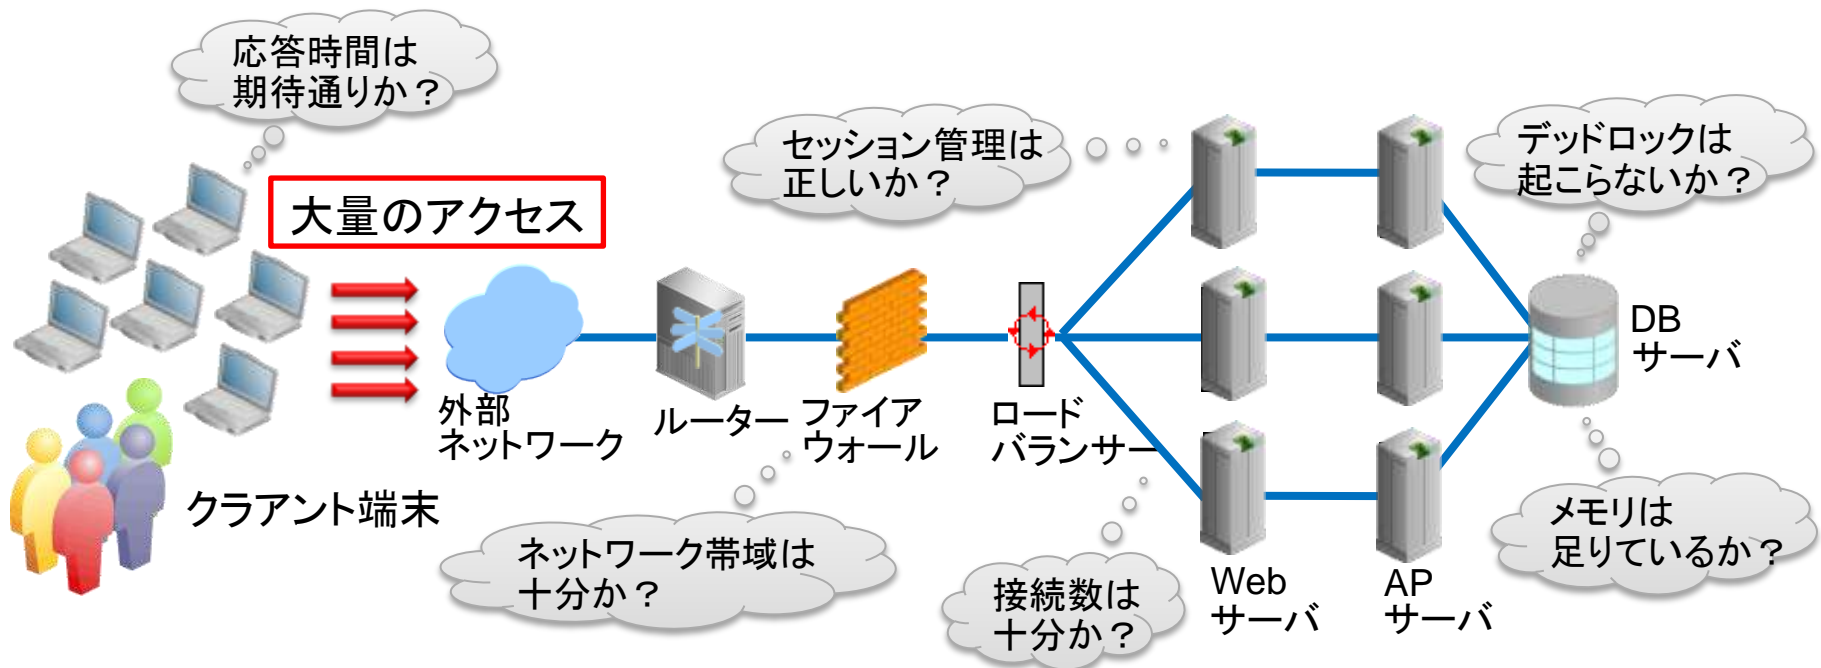 応答時間は
期待通りか？
大量のアクセス
セッション管理は
正しいか？
デッドロックは
起こらないか？
DB
サーバ
外部
ネットワーク
ルーター
ファイア
ウォール
ロード
バランサー
クラアント端末
ネットワーク帯域は
十分か？
接続数は
十分か？
Web
サーバ
AP
サーバ
メモリは
足りているか？